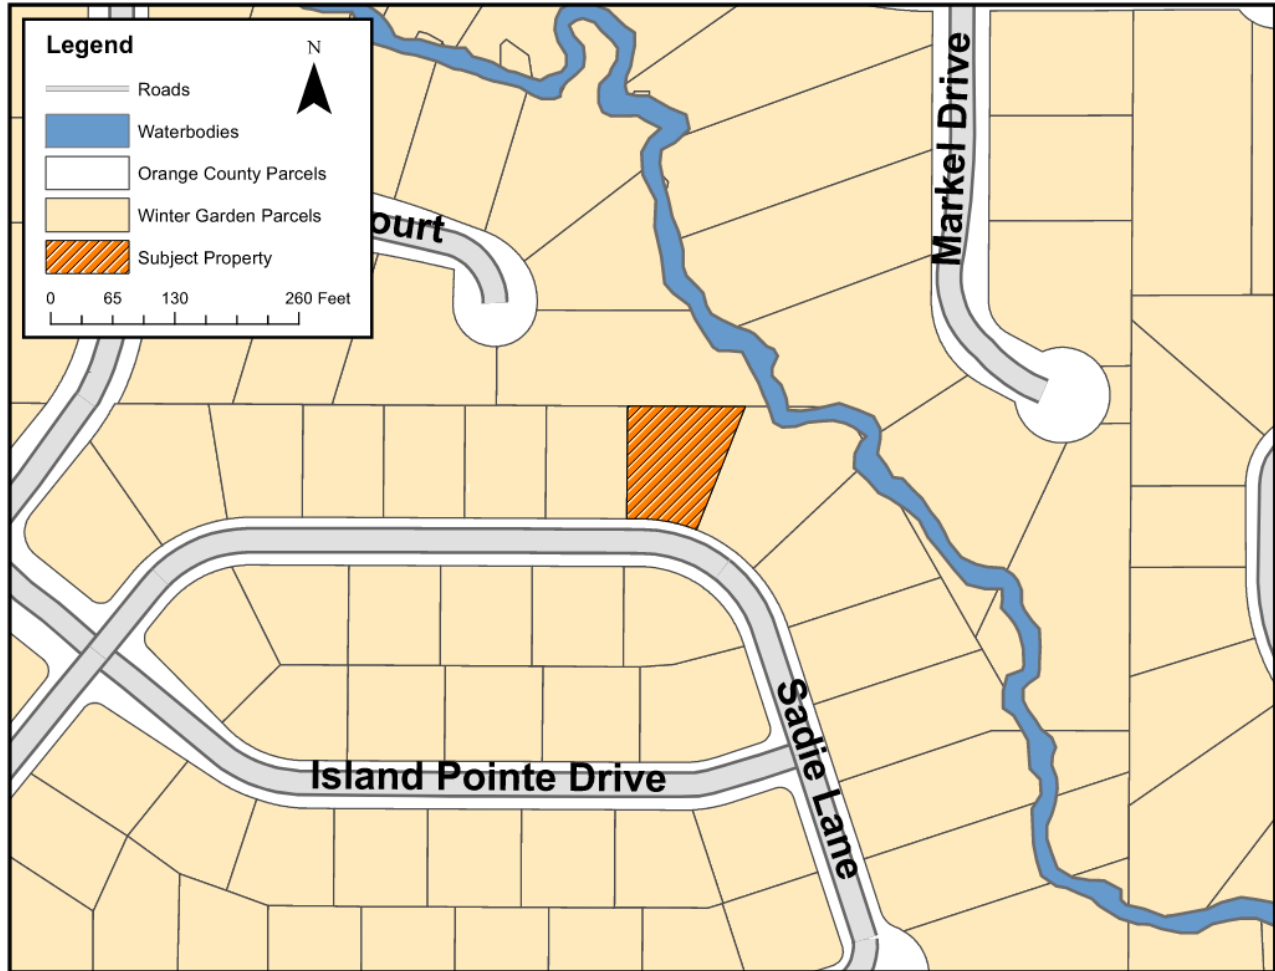 Legend
N
Roads
Waterbodies
Orange County Parcels
Winter Garden Parcels
Subject Property
0 65 130 260 Feet
ourt
Markel Drive
Sadie Lane
Island Pointe Drive